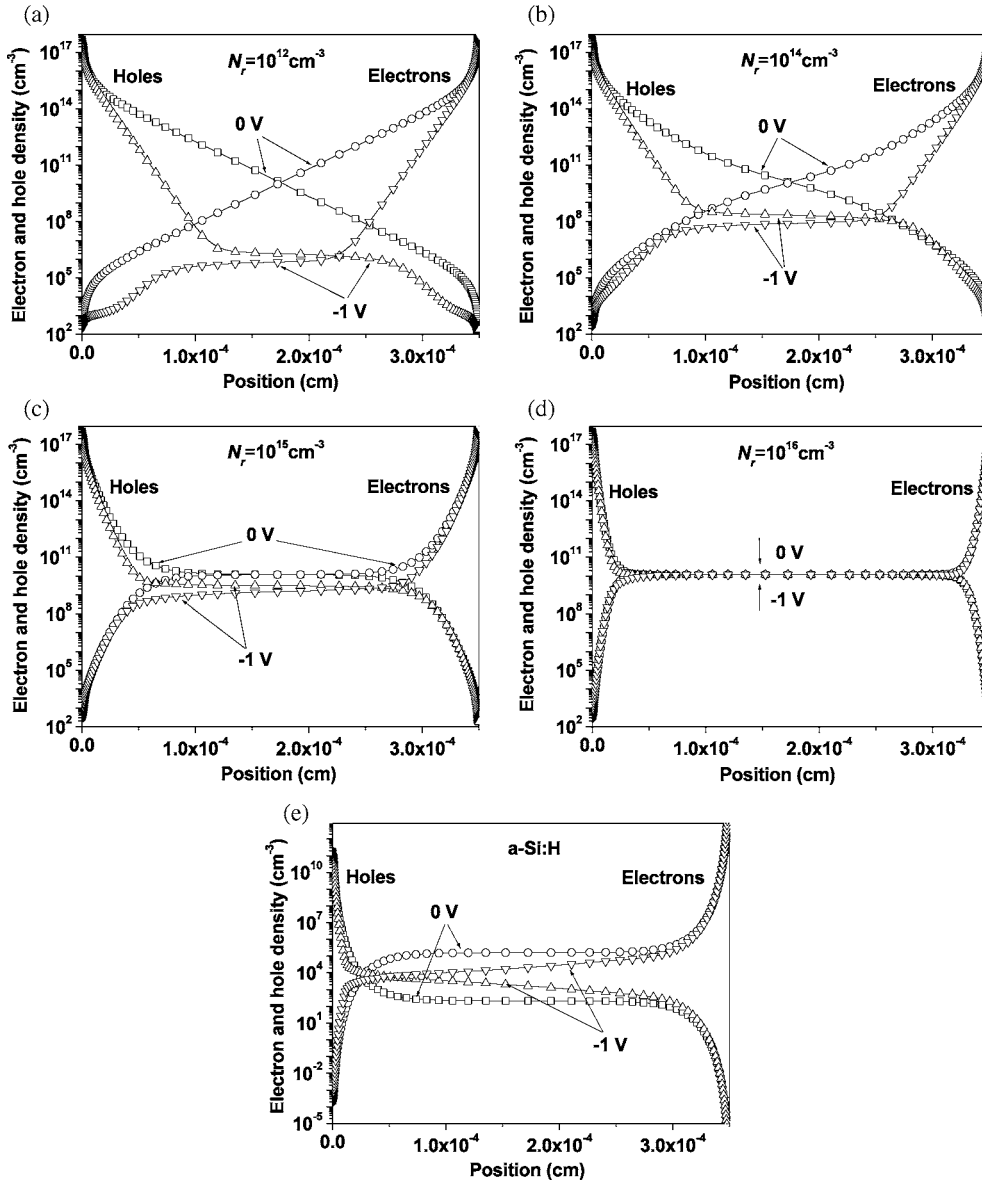 (a)
Electron and hole density (cm⁻³)
10¹⁷
10¹⁴
10¹¹
10⁸
10⁵
10²
Nᵣ=10¹²cm⁻³
Holes
Electrons
0 V
-1 V
0.0 1.0x10⁻⁴ 2.0x10⁻⁴ 3.0x10⁻⁴
Position (cm)
(b)
Electron and hole density (cm⁻³)
10¹⁷
10¹⁴
10¹¹
10⁸
10⁵
10²
Nᵣ=10¹⁴cm⁻³
Holes
Electrons
0 V
-1 V
0.0 1.0x10⁻⁴ 2.0x10⁻⁴ 3.0x10⁻⁴
Position (cm)
(c)
Electron and hole density (cm⁻³)
10¹⁷
10¹⁴
10¹¹
10⁸
10⁵
10²
Nᵣ=10¹⁵cm⁻³
Holes
Electrons
0 V
-1 V
0.0 1.0x10⁻⁴ 2.0x10⁻⁴ 3.0x10⁻⁴
Position (cm)
(d)
Electron and hole density (cm⁻³)
10¹⁷
10¹⁴
10¹¹
10⁸
10⁵
10²
Nᵣ=10¹⁶cm⁻³
Holes
Electrons
0 V
-1 V
0.0 1.0x10⁻⁴ 2.0x10⁻⁴ 3.0x10⁻⁴
Position (cm)
(e)
Electron and hole density (cm⁻³)
10¹⁰
10⁷
10⁴
10¹
10⁻²
10⁻⁵
a-Si:H
Holes
Electrons
0 V
-1 V
0.0 1.0x10⁻⁴ 2.0x10⁻⁴ 3.0x10⁻⁴
Position (cm)